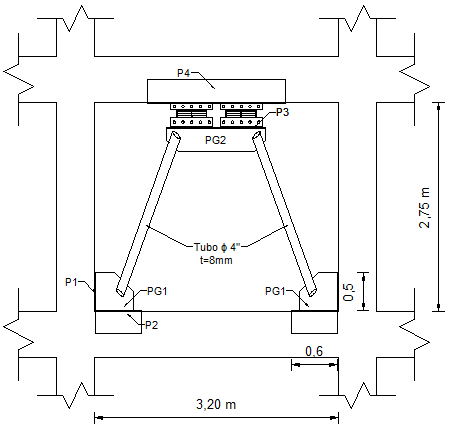 P4
P3
PG2
2,75 m
Tubo ϕ 4"
t=8mm
P1
PG1
PG1
0,5
P2
0,6
3,20 m